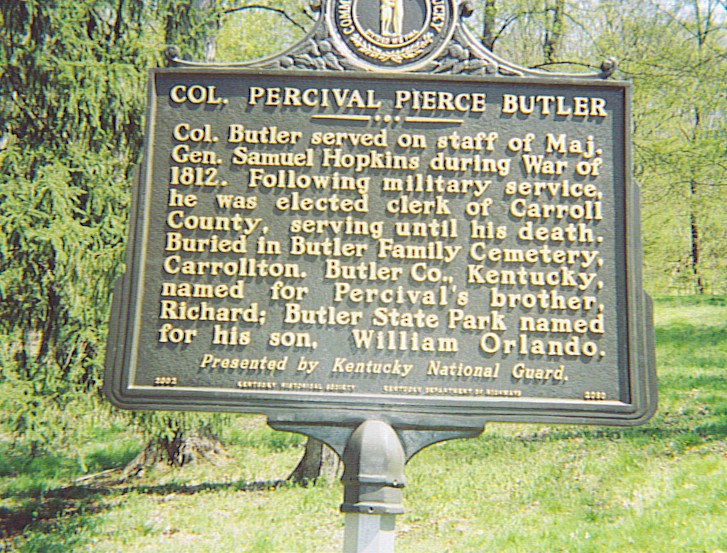 COL. PERCIVAL PIERCE BUTLER
Col. Butler served on staff of Maj.
Gen. Samuel Hopkins during War of
1812. Following military service,
he was elected clerk of Carroll
County, serving until his death.
Buried in Butler Family Cemetery,
Carrollton. Butler Co., Kentucky,
named for Percival's brother,
Richard; Butler State Park named
for his son, William Orlando.
Presented by Kentucky National Guard.
2002 KENTUCKY HISTORICAL SOCIETY KENTUCKY DEPARTMENT OF HIGHWAYS